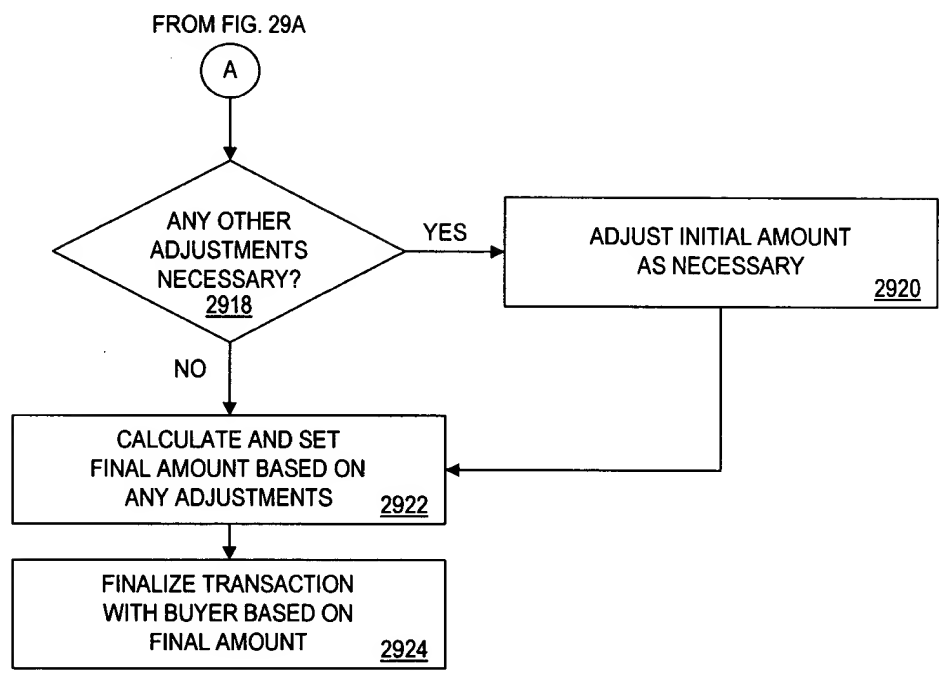 FROM FIG. 29A
A
ANY OTHER
ADJUSTMENTS
NECESSARY?
2918
YES
ADJUST INITIAL AMOUNT
AS NECESSARY
2920
NO
CALCULATE AND SET
FINAL AMOUNT BASED ON
ANY ADJUSTMENTS
2922
FINALIZE TRANSACTION
WITH BUYER BASED ON
FINAL AMOUNT
2924